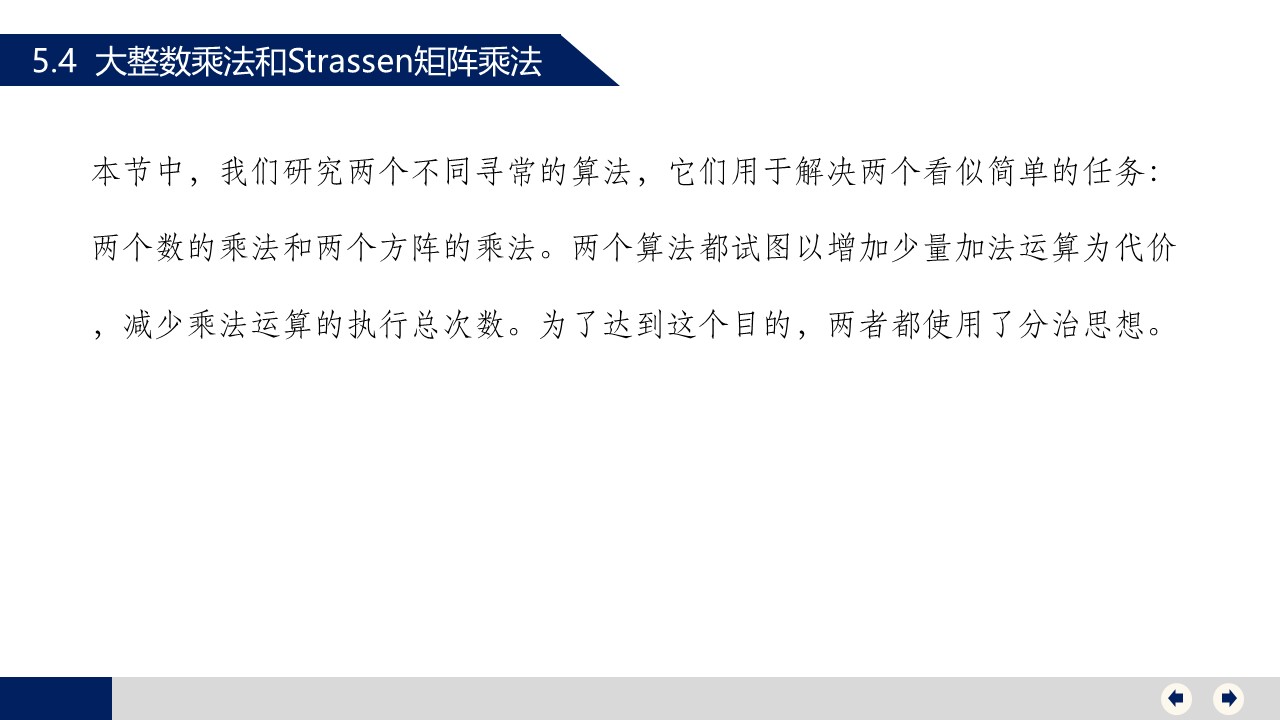 5.4 大整数乘法和Strassen矩阵乘法
本节中，我们研究两个不同寻常的算法，它们用于解决两个看似简单的任务：
两个数的乘法和两个方阵的乘法。两个算法都试图以增加少量加法运算为代价
，减少乘法运算的执行总次数。为了达到这个目的，两者都使用了分治思想。